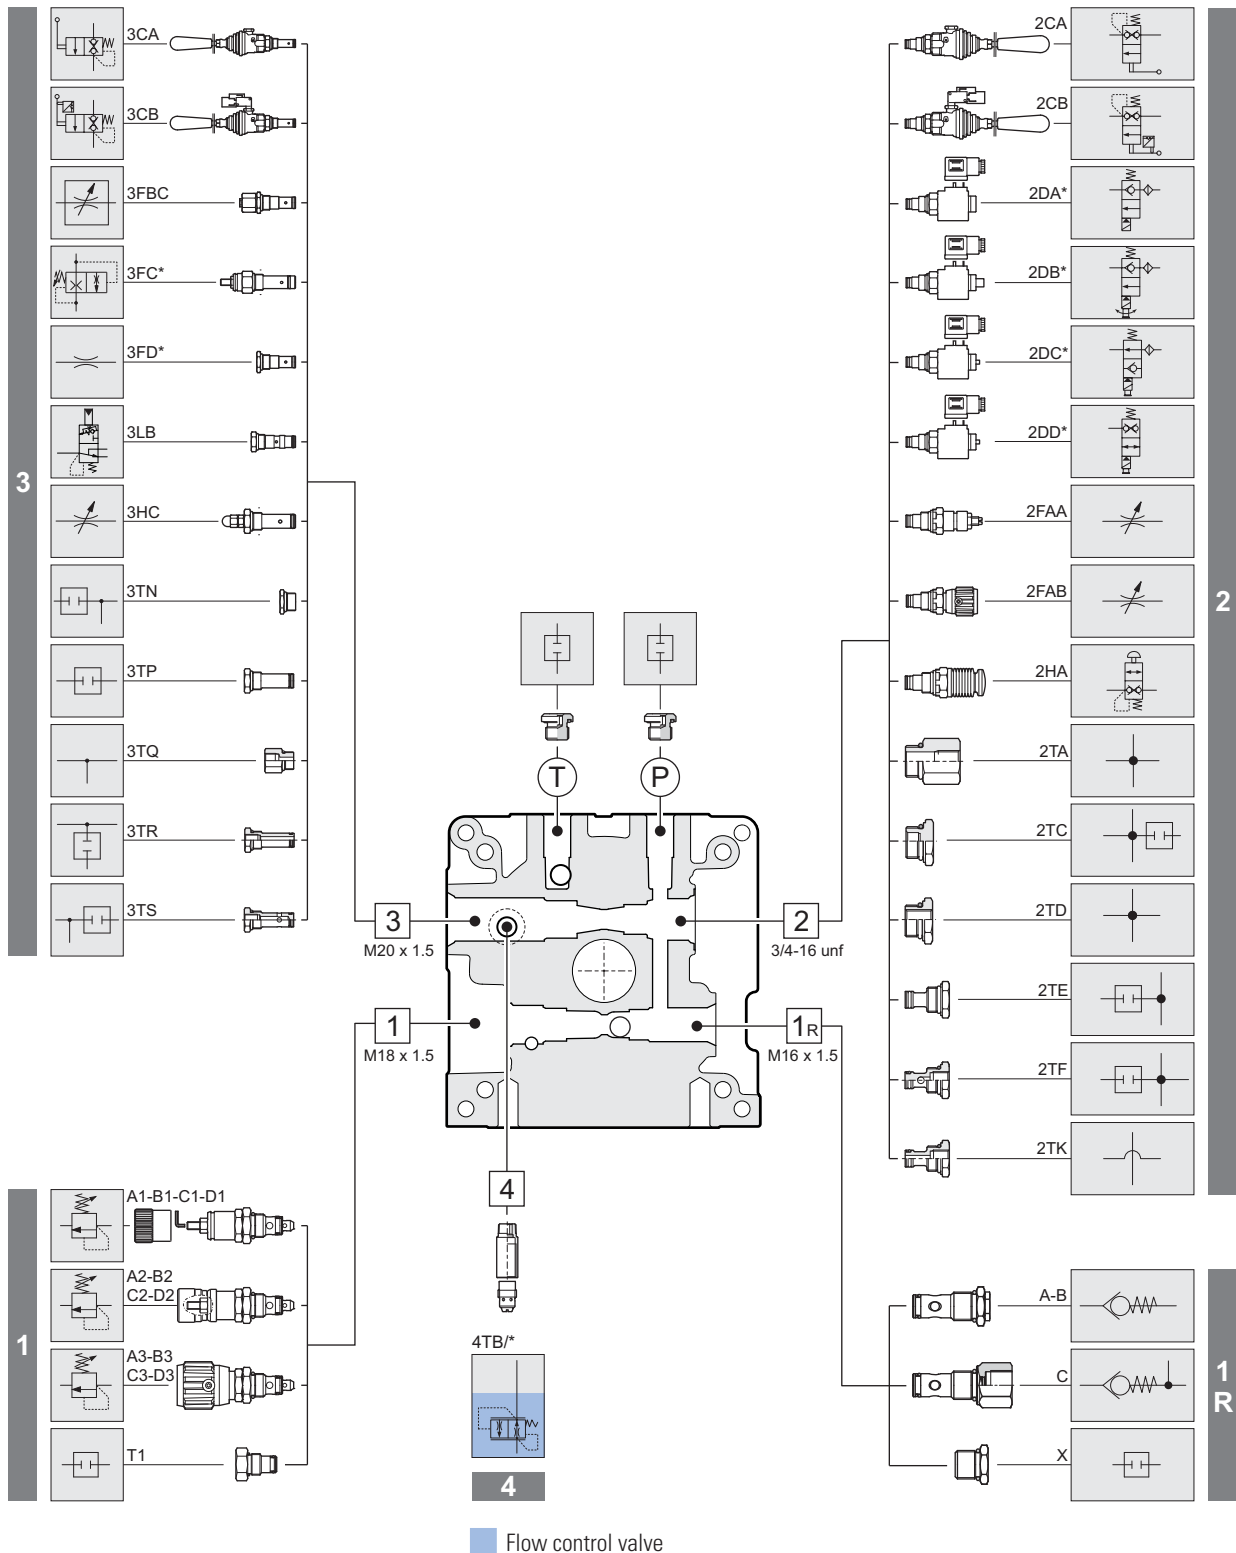 3
3CA
3CB
3FBC
3FC*
3FD*
3LB
3HC
3TN
3TP
3TQ
3TR
3TS
2CA
2CB
2DA*
2DB*
2DC*
2DD*
2FAA
2FAB
2HA
2TA
2TC
2TD
2TE
2TF
2TK
2
T
P
3
M20 x 1.5
2
3/4-16 unf
1
M18 x 1.5
1R
M16 x 1.5
4
4TB/*
4
1
A1-B1-C1-D1
A2-B2
C2-D2
A3-B3
C3-D3
T1
A-B
C
X
1
R
Flow control valve